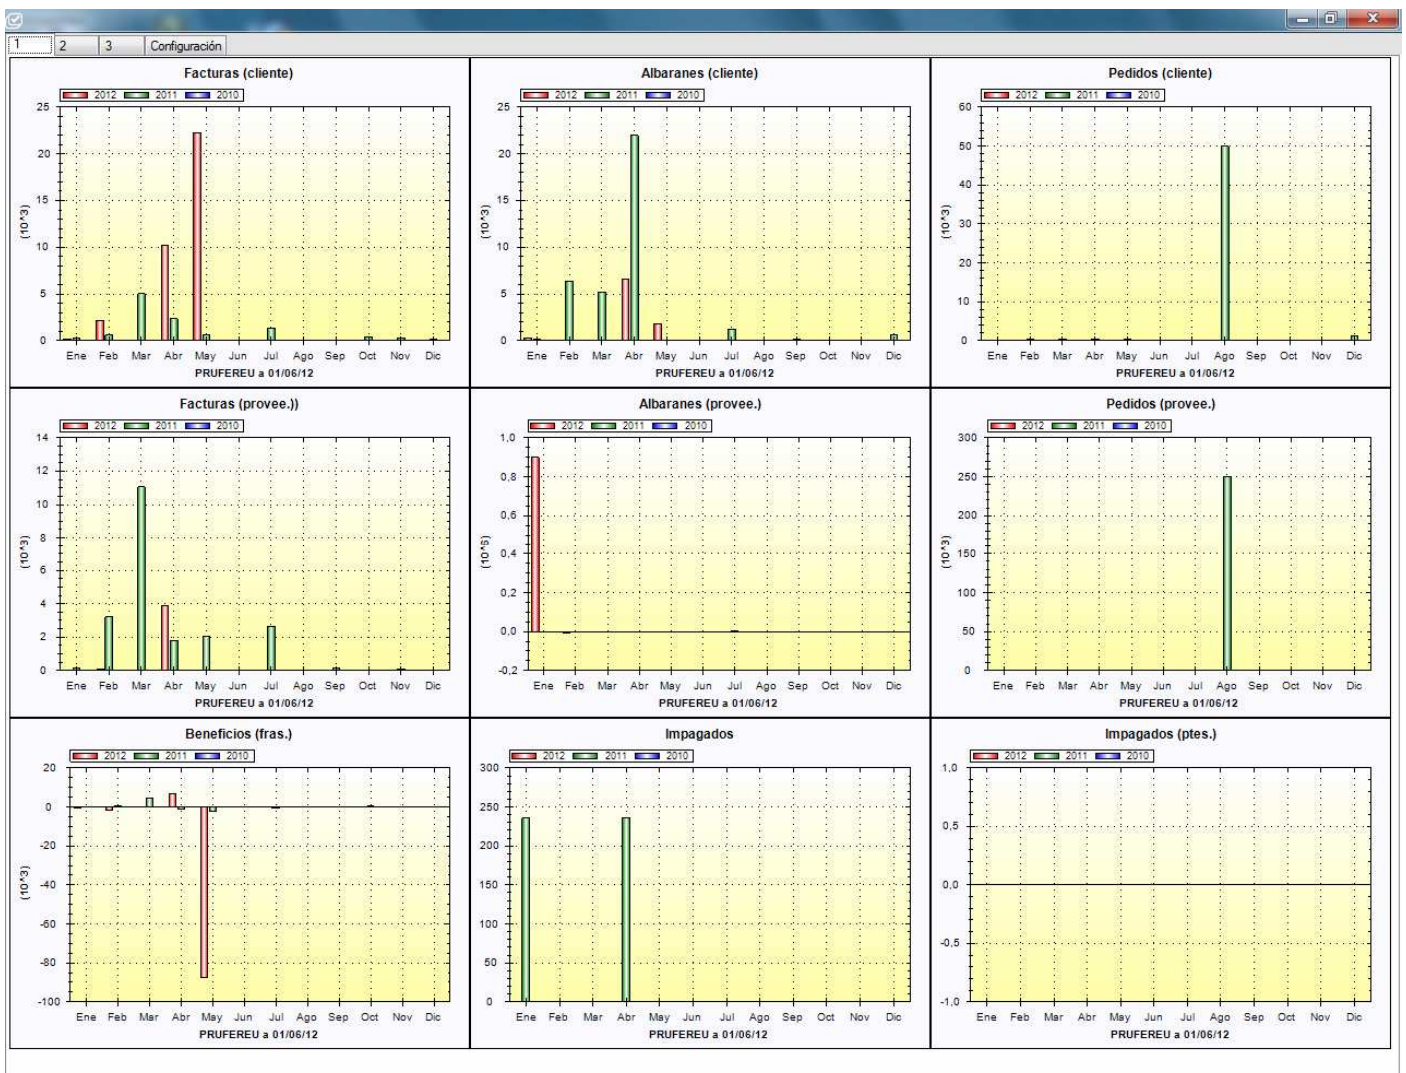 1 2 3 Configuración
Facturas (cliente)
2012 2011 2010
25
20
15
10
5
0
(10^3)
Ene Feb Mar Abr May Jun Jul Ago Sep Oct Nov Dic
PRUFEREU a 01/06/12
Albaranes (cliente)
2012 2011 2010
25
20
15
10
5
0
(10^3)
Ene Feb Mar Abr May Jun Jul Ago Sep Oct Nov Dic
PRUFEREU a 01/06/12
Pedidos (cliente)
2012 2011 2010
60
50
40
30
20
10
0
(10^3)
Ene Feb Mar Abr May Jun Jul Ago Sep Oct Nov Dic
PRUFEREU a 01/06/12
Facturas (provee.))
2012 2011 2010
14
12
10
8
6
4
2
0
(10^3)
Ene Feb Mar Abr May Jun Jul Ago Sep Oct Nov Dic
PRUFEREU a 01/06/12
Albaranes (provee.)
2012 2011 2010
1,0
0,8
0,6
0,4
0,2
0,0
-0,2
(10^6)
Ene Feb Mar Abr May Jun Jul Ago Sep Oct Nov Dic
PRUFEREU a 01/06/12
Pedidos (provee.)
2012 2011 2010
300
250
200
150
100
50
0
(10^3)
Ene Feb Mar Abr May Jun Jul Ago Sep Oct Nov Dic
PRUFEREU a 01/06/12
Beneficios (fras.)
2012 2011 2010
20
0
-20
-40
-60
-80
-100
(10^3)
Ene Feb Mar Abr May Jun Jul Ago Sep Oct Nov Dic
PRUFEREU a 01/06/12
Impagados
2012 2011 2010
300
250
200
150
100
50
0
Ene Feb Mar Abr May Jun Jul Ago Sep Oct Nov Dic
PRUFEREU a 01/06/12
Impagados (ptes.)
2012 2011 2010
1,0
0,5
0,0
-0,5
-1,0
Ene Feb Mar Abr May Jun Jul Ago Sep Oct Nov Dic
PRUFEREU a 01/06/12